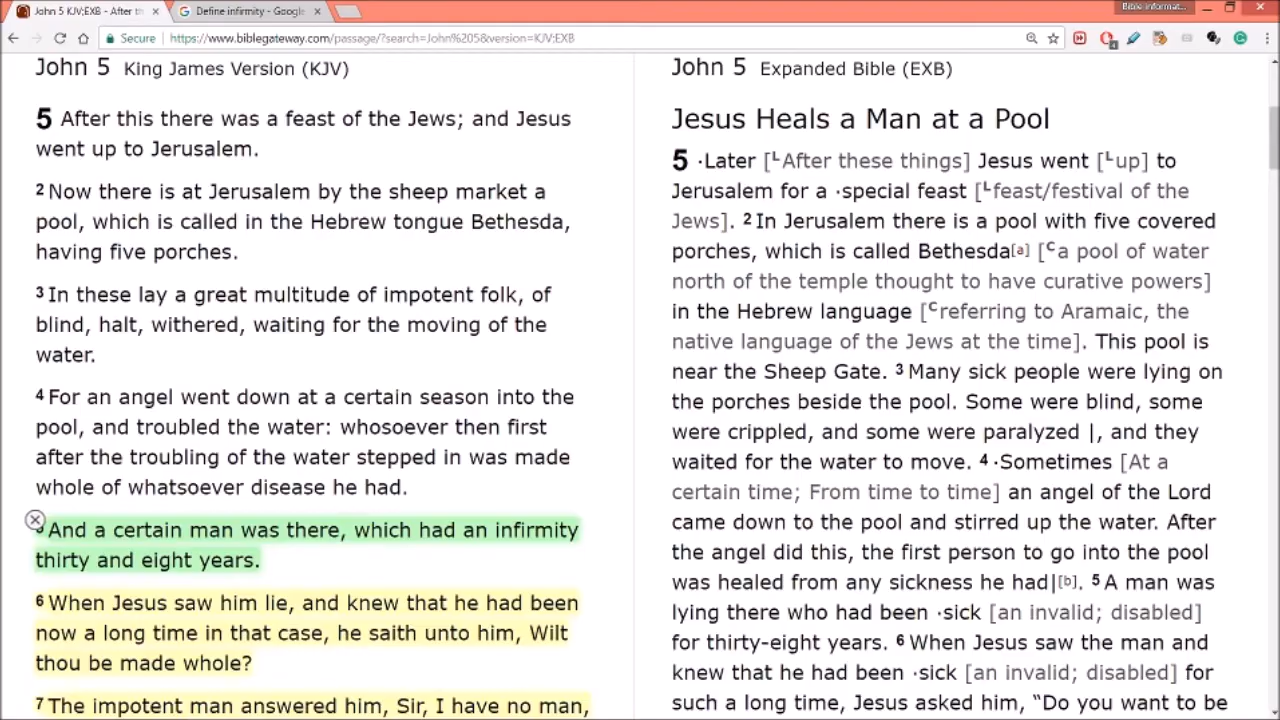 John 5 KJV;EXB - After th
Define infirmity - Google
Bible informat...
Secure
https://www.biblegateway.com/passage/?search=John%205&version=KJV;EXB
John 5 King James Version (KJV)
5 After this there was a feast of the Jews; and Jesus
went up to Jerusalem.
2 Now there is at Jerusalem by the sheep market a
pool, which is called in the Hebrew tongue Bethesda,
having five porches.
3 In these lay a great multitude of impotent folk, of
blind, halt, withered, waiting for the moving of the
water.
4 For an angel went down at a certain season into the
pool, and troubled the water: whosoever then first
after the troubling of the water stepped in was made
whole of whatsoever disease he had.
And a certain man was there, which had an infirmity
thirty and eight years.
6 When Jesus saw him lie, and knew that he had been
now a long time in that case, he saith unto him, Wilt
thou be made whole?
7 The impotent man answered him, Sir, I have no man,
John 5 Expanded Bible (EXB)
Jesus Heals a Man at a Pool
5 ·Later [ᴸAfter these things] Jesus went [ᴸup] to
Jerusalem for a ·special feast [ᴸfeast/festival of the
Jews]. 2 In Jerusalem there is a pool with five covered
porches, which is called Bethesda[a] [ᶜa pool of water
north of the temple thought to have curative powers]
in the Hebrew language [ᶜreferring to Aramaic, the
native language of the Jews at the time]. This pool is
near the Sheep Gate. 3 Many sick people were lying on
the porches beside the pool. Some were blind, some
were crippled, and some were paralyzed |, and they
waited for the water to move. 4 ·Sometimes [At a
certain time; From time to time] an angel of the Lord
came down to the pool and stirred up the water. After
the angel did this, the first person to go into the pool
was healed from any sickness he had|[b]. 5 A man was
lying there who had been ·sick [an invalid; disabled]
for thirty-eight years. 6 When Jesus saw the man and
knew that he had been ·sick [an invalid; disabled] for
such a long time, Jesus asked him, “Do you want to be